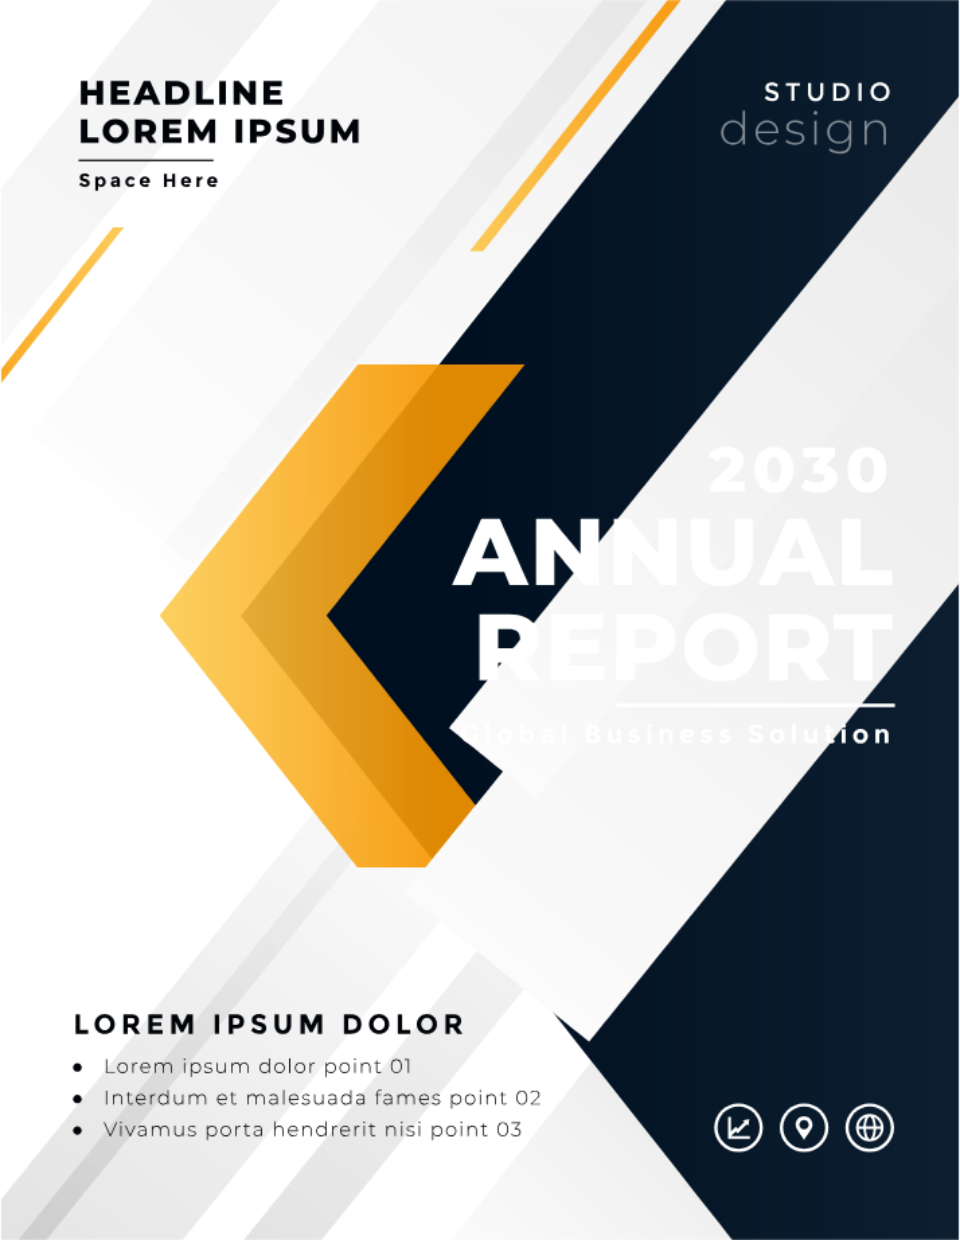 HEADLINE
LOREM IPSUM
Space Here
STUDIO
design
2030
ANNUAL
REPORT
Global Business Solution
LOREM IPSUM DOLOR
• Lorem ipsum dolor point 01
• Interdum et malesuada fames point 02
• Vivamus porta hendrerit nisi point 03